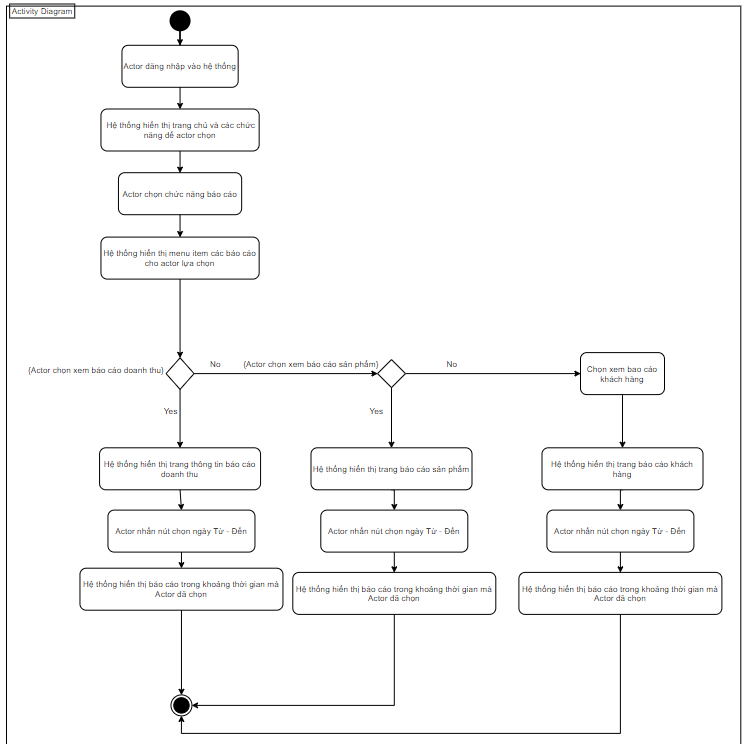 Activity Diagram
Actor đăng nhập vào hệ thống
Hệ thống hiển thị trang chủ và các chức
năng để actor chọn
Actor chọn chức năng báo cáo
Hệ thống hiển thị menu item các báo cáo
cho actor lựa chọn
{Actor chọn xem báo cáo doanh thu}
No
{Actor chọn xem báo cáo sản phẩm}
No
Chọn xem bao cáo
khách hàng
Yes
Yes
Hệ thống hiển thị trang thông tin báo cáo
doanh thu
Hệ thống hiển thị trang báo cáo sản phẩm
Hệ thống hiển thị trang báo cáo khách
hàng
Actor nhấn nút chọn ngày Từ - Đến
Actor nhấn nút chọn ngày Từ - Đến
Actor nhấn nút chọn ngày Từ - Đến
Hệ thống hiển thị báo cáo trong khoảng thời gian mà
Actor đã chọn
Hệ thống hiển thị báo cáo trong khoảng thời gian mà
Actor đã chọn
Hệ thống hiển thị báo cáo trong khoảng thời gian mà
Actor đã chọn